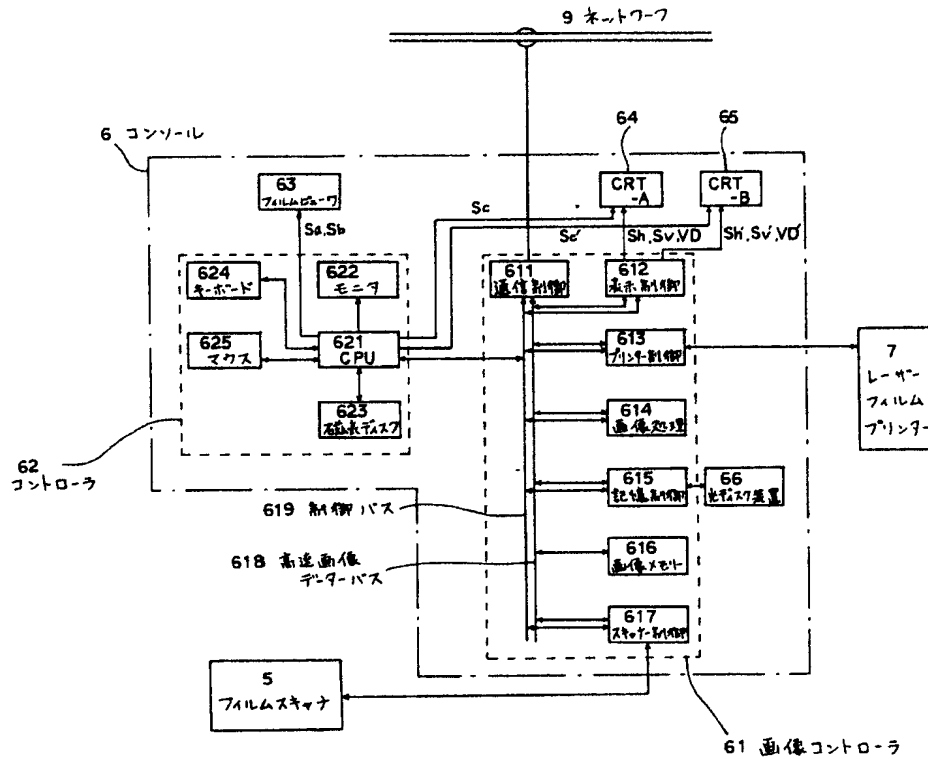 9 ネットワーク
6 コンソール
64
65
CRT
-A
CRT
-B
63
フィルムビューワ
Sc
Sa,Sb
Sc'
Sh,Sv,VD
Sh',Sv',VD'
624
キーボード
622
モニタ
611
通信制御
612
表示制御
625
マウス
621
CPU
613
プリンター制御
7
レーザー
フィルム
プリンター
623
磁気ディスク
614
画像処理
62
コントローラ
615
記憶制御
66
光ディスク装置
619 制御バス
616
画像メモリー
618 高速画像
データーバス
617
スキャナー制御
5
フィルムスキャナ
61 画像コントローラ